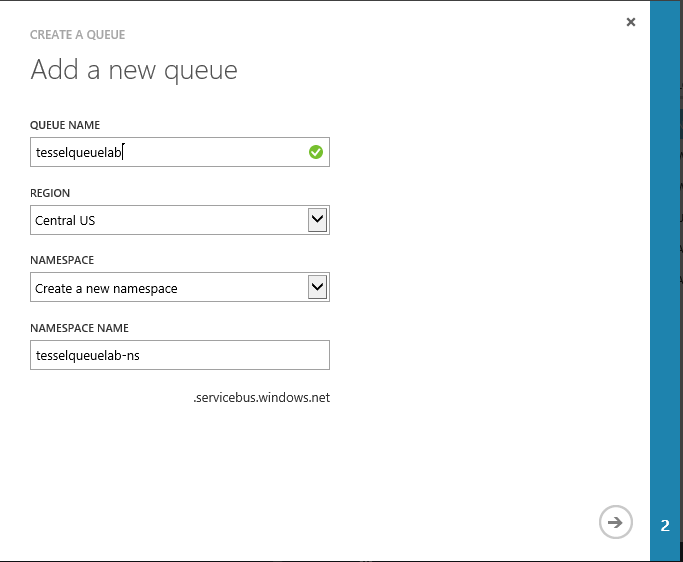 CREATE A QUEUE
Add a new queue
QUEUE NAME
tesselqueuelab
REGION
Central US
NAMESPACE
Create a new namespace
NAMESPACE NAME
tesselqueuelab-ns
.servicebus.windows.net
2